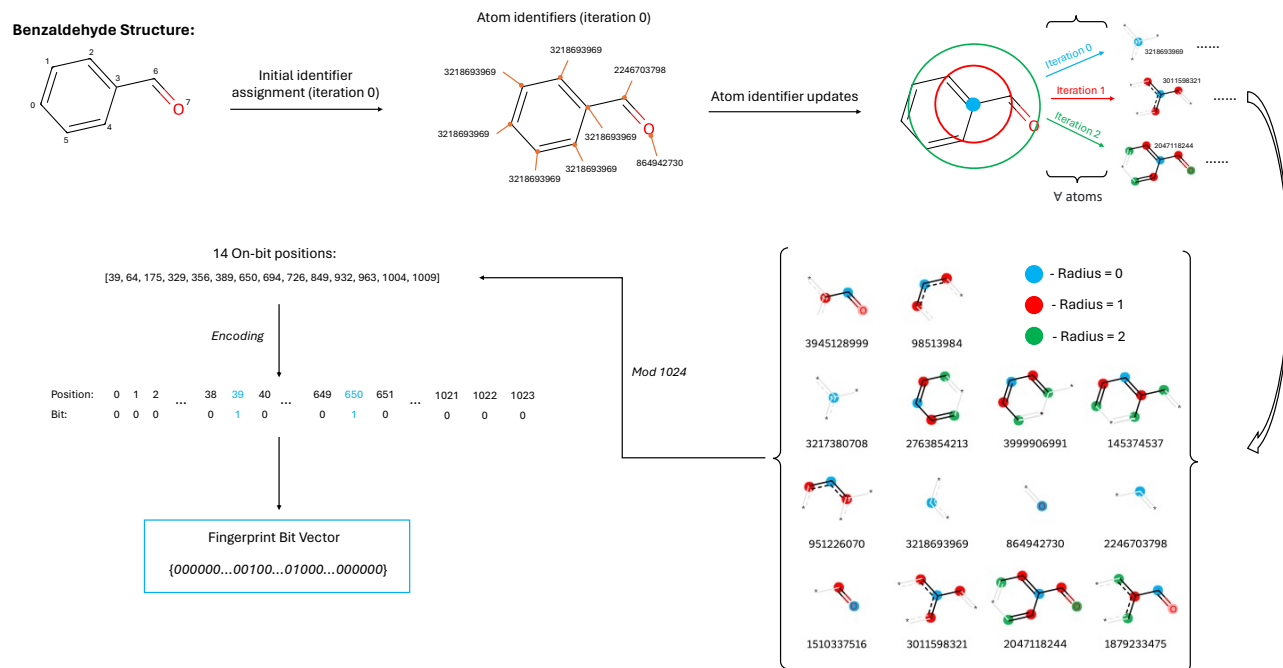 Benzaldehyde Structure:
0
1
2
3
4
5
6
7
O
Initial identifier
assignment (iteration 0)
Atom identifiers (iteration 0)
3218693969
3218693969
2246703798
3218693969
3218693969
3218693969
3218693969
3218693969
864942730
O
Atom identifier updates
O
Iteration 0
Iteration 1
Iteration 2
3218693969
......
3011598321
......
2047118244
......
∀ atoms
14 On-bit positions:
[39, 64, 175, 329, 356, 389, 650, 694, 726, 849, 932, 963, 1004, 1009]
Encoding
Mod 1024
Position: 0 1 2 ... 38 39 40 ... 649 650 651 ... 1021 1022 1023
Bit: 0 0 0 0 1 0 0 1 0 0 0 0
Fingerprint Bit Vector
{000000...00100...01000...000000}
- Radius = 0
- Radius = 1
- Radius = 2
3945128999 98513984
3217380708 2763854213 3999906991 145374537
951226070 3218693969 864942730 2246703798
1510337516 3011598321 2047118244 1879233475